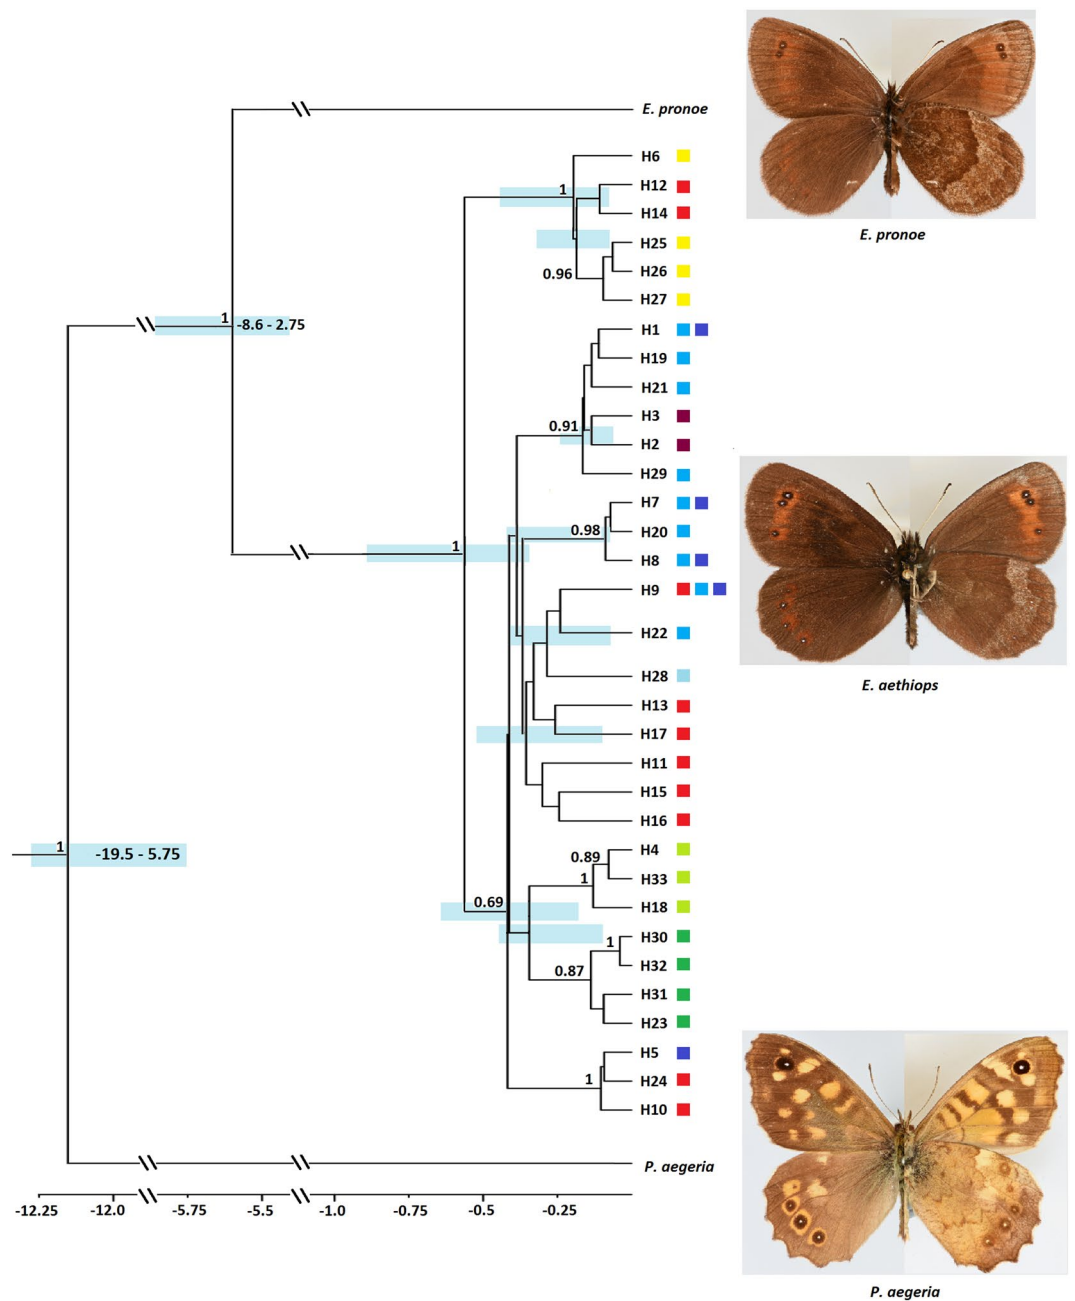 E. pronoe
H6
1
H12
H14
E. pronoe
H25
0.96
H26
H27
1
-8.6 - 2.75
H1
H19
H21
H3
0.91
H2
H29
H7
0.98
H20
1
H8
H9
H22
H28
E. aethiops
H13
H17
H11
H15
H16
1
-19.5 - 5.75
H4
0.89
H33
1
0.69
H18
H30
1
H32
0.87
H31
H23
H5
1
H24
H10
P. aegeria
-12.25 -12.0 -5.75 -5.5 -1.0 -0.75 -0.5 -0.25
P. aegeria